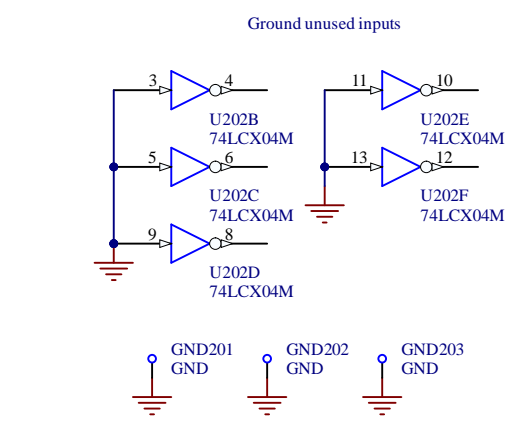 Ground unused inputs
3 4
U202B
74LCX04M
11 10
U202E
74LCX04M
5 6
U202C
74LCX04M
13 12
U202F
74LCX04M
9 8
U202D
74LCX04M
GND201
GND
GND202
GND
GND203
GND